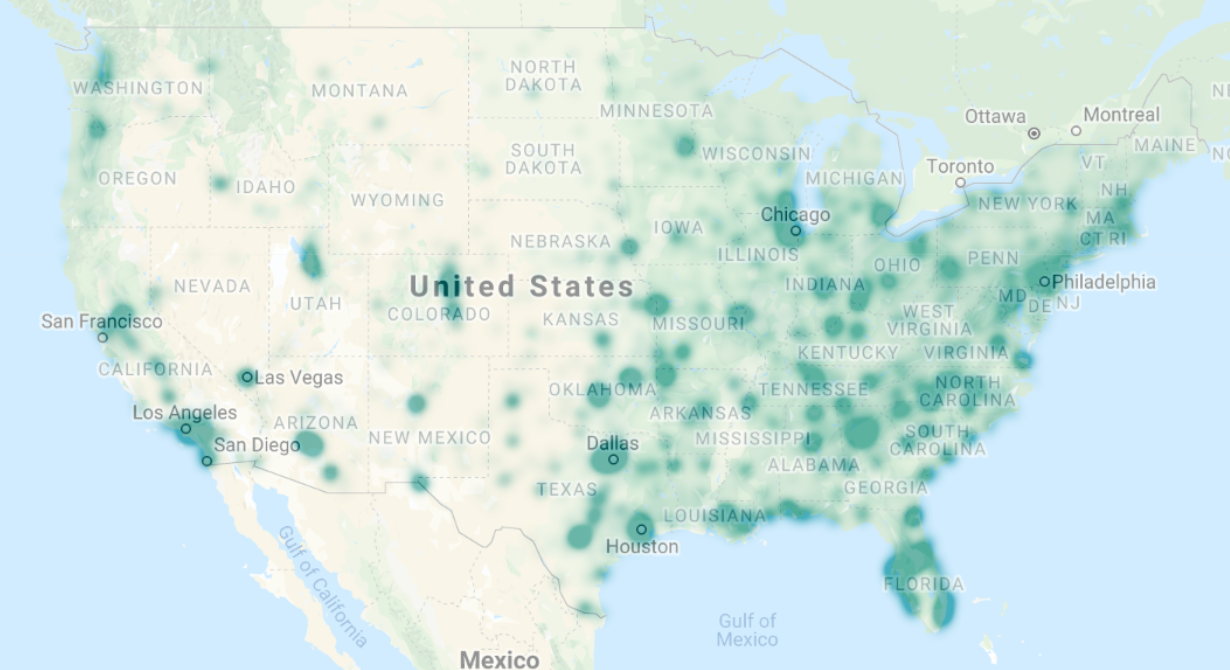 Ottawa
Montreal
WASHINGTON
MONTANA
NORTH
DAKOTA
MINNESOTA
MAINE
VT
Toronto
OREGON
IDAHO
SOUTH
DAKOTA
WISCONSIN
MICHIGAN
NH
WYOMING
NEW YORK
MA
Chicago
IOWA
CT RI
NEBRASKA
ILLINOIS
OHIO
PENN
NEVADA
United States
INDIANA
Philadelphia
UTAH
COLORADO
MD
DE
NJ
San Francisco
KANSAS
MISSOURI
WEST
VIRGINIA
KENTUCKY
VIRGINIA
CALIFORNIA
Las Vegas
OKLAHOMA
TENNESSEE
NORTH
CAROLINA
Los Angeles
ARIZONA
ARKANSAS
San Diego
NEW MEXICO
Dallas
MISSISSIPPI
SOUTH
CAROLINA
ALABAMA
TEXAS
GEORGIA
LOUISIANA
Houston
Gulf of California
FLORIDA
Gulf of
Mexico
Mexico